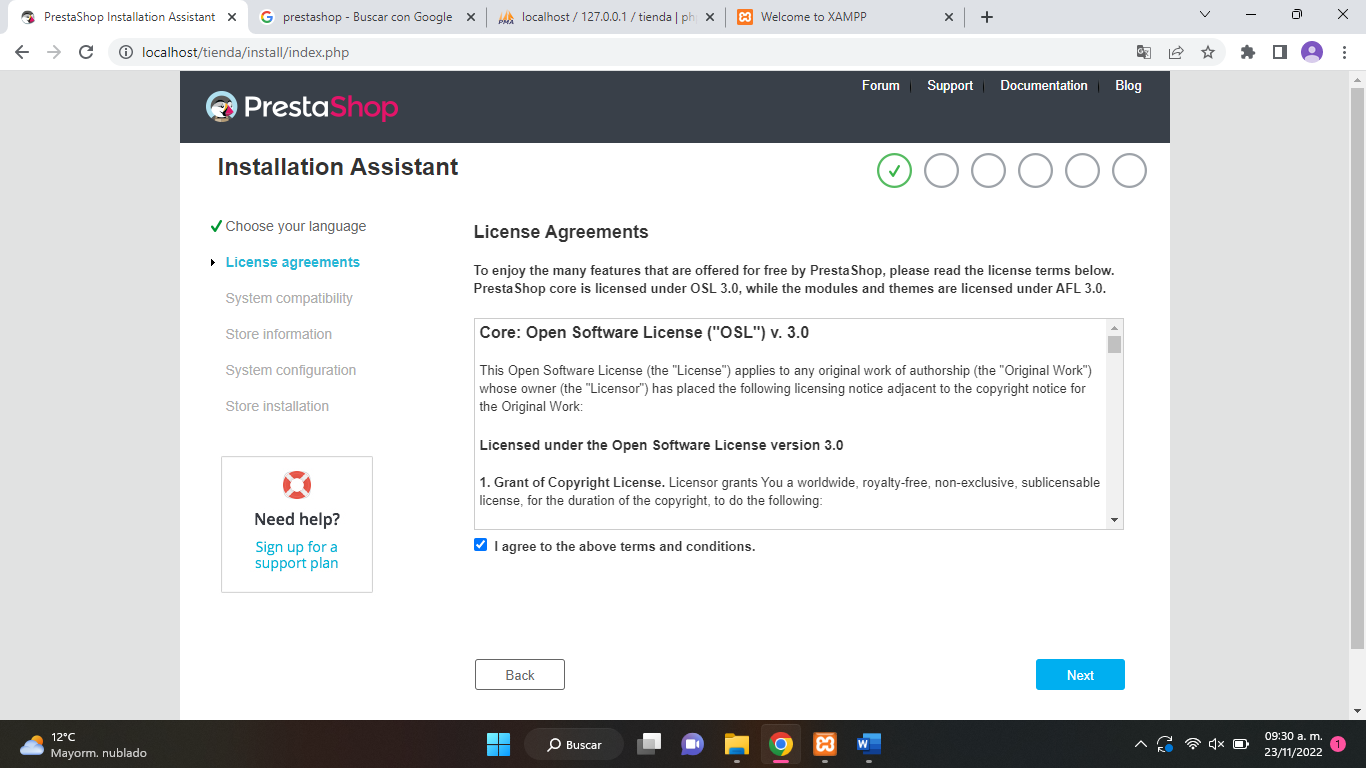 PrestaShop Installation Assistant
prestashop - Buscar con Google
localhost / 127.0.0.1 / tienda | ph
Welcome to XAMPP
localhost/tienda/install/index.php
Forum
Support
Documentation
Blog
PrestaShop
Installation Assistant
Choose your language
License agreements
System compatibility
Store information
System configuration
Store installation
Need help?
Sign up for a
support plan
License Agreements
To enjoy the many features that are offered for free by PrestaShop, please read the license terms below.
PrestaShop core is licensed under OSL 3.0, while the modules and themes are licensed under AFL 3.0.
Core: Open Software License ("OSL") v. 3.0
This Open Software License (the "License") applies to any original work of authorship (the "Original Work")
whose owner (the "Licensor") has placed the following licensing notice adjacent to the copyright notice for
the Original Work:
Licensed under the Open Software License version 3.0
1. Grant of Copyright License. Licensor grants You a worldwide, royalty-free, non-exclusive, sublicensable
license, for the duration of the copyright, to do the following:
I agree to the above terms and conditions.
Back
Next
12°C
Mayorm. nublado
Buscar
09:30 a. m.
23/11/2022
1